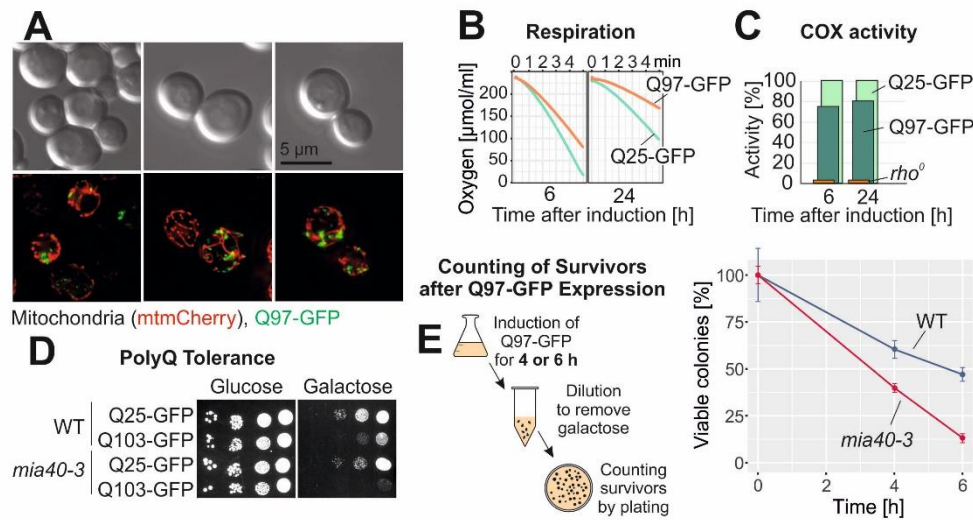 A
5 µm
Mitochondria (mtmCherry), Q97-GFP
B
Respiration
0 1 2 3 4 0 1 2 3 4 min
Oxygen [µmol/ml]
200
150
100
50
0
Q97-GFP
Q25-GFP
6 24
Time after induction [h]
C
COX activity
Activity [%]
100
80
60
40
20
0
Q25-GFP
Q97-GFP
rho⁰
6 24
Time after induction [h]
D
PolyQ Tolerance
Glucose Galactose
WT
Q25-GFP
Q103-GFP
mia40-3
Q25-GFP
Q103-GFP
E
Counting of Survivors
after Q97-GFP Expression
Induction of
Q97-GFP
for 4 or 6 h
Dilution
to remove
galactose
Counting
survivors
by plating
Viable colonies [%]
100
75
50
25
0
WT
mia40-3
0 2 4 6
Time [h]